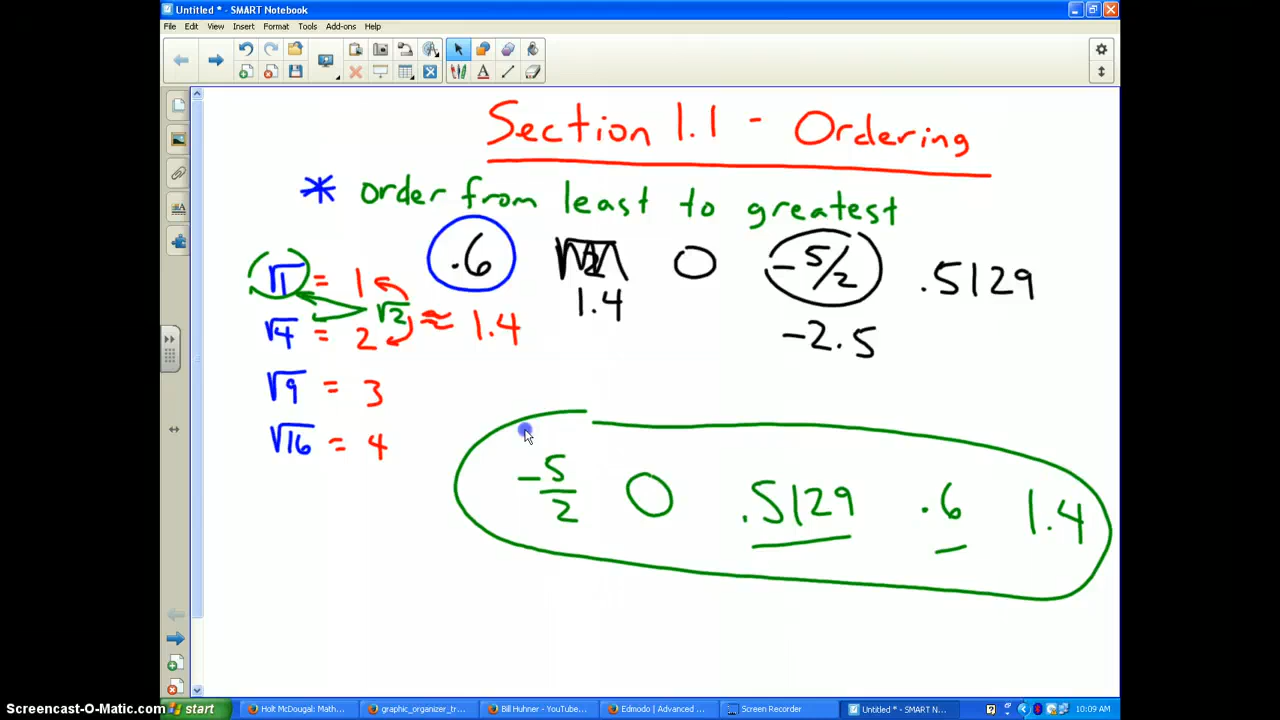 Untitled * - SMART Notebook
File Edit View Insert Format Tools Add-ons Help
Section 1.1 - Ordering
* order from least to greatest
.6 0 -5/2 .5129
1.4 -2.5
√1 = 1
√2 ≈ 1.4
√4 = 2
√9 = 3
√16 = 4
-5/2 0 .5129 .6 1.4
Screencast-O-Matic.com
start Holt McDougal: Math... graphic_organizer_tr... Bill Huhner - YouTube... Edmodo | Advanced ... Screen Recorder Untitled * - SMART No... 10:09 AM